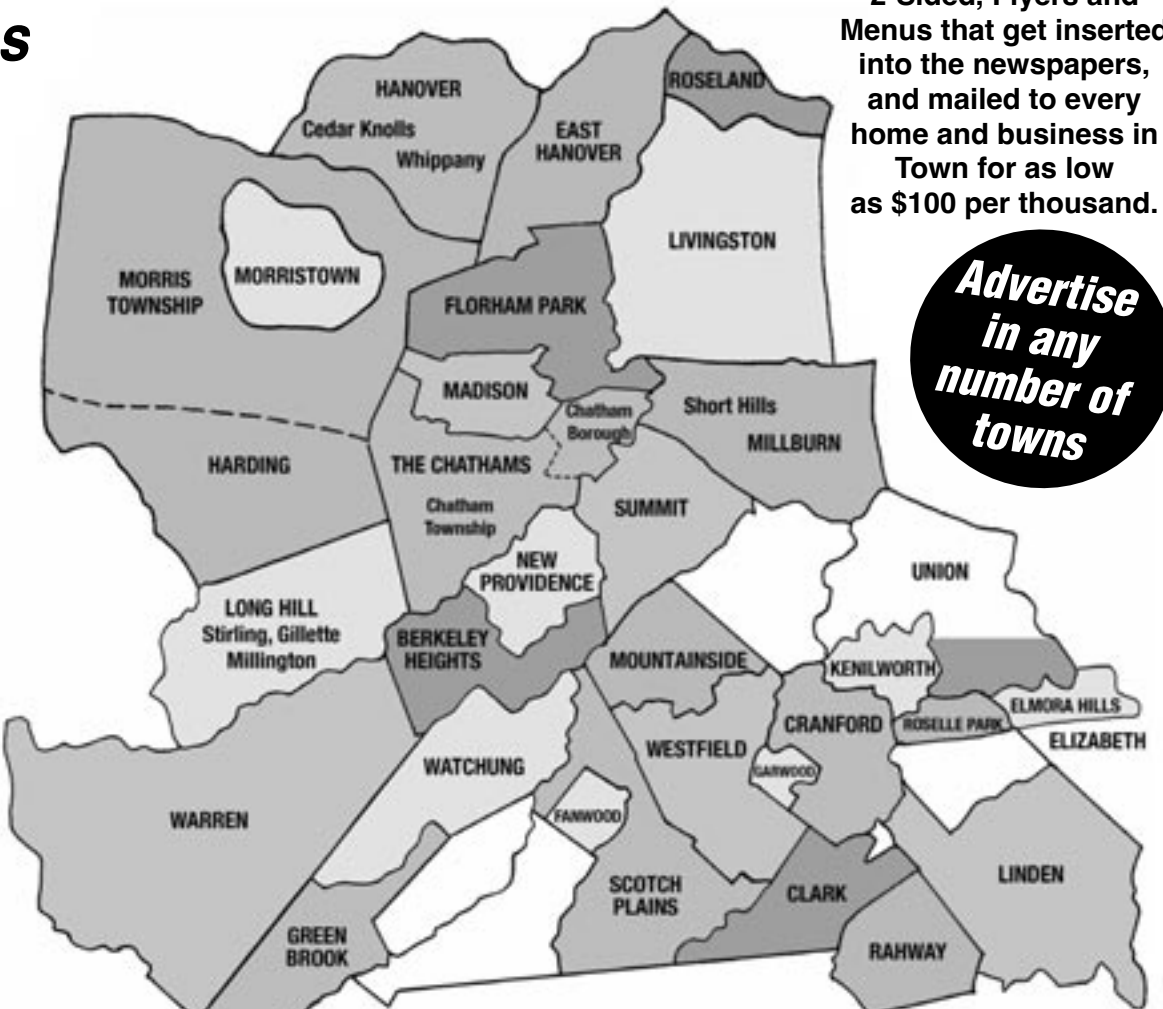 s
2-Sided, Flyers and
Menus that get inserted
into the newspapers,
and mailed to every
home and business in
Town for as low
as $100 per thousand.
Advertise
in any
number of
towns
HANOVER
Cedar Knolls
Whippany
EAST
HANOVER
ROSELAND
LIVINGSTON
MORRIS
TOWNSHIP
MORRISTOWN
FLORHAM PARK
MADISON
Chatham
Borough
Short Hills
MILLBURN
HARDING
THE CHATHAMS
Chatham
Township
SUMMIT
NEW
PROVIDENCE
UNION
LONG HILL
Stirling, Gillette
Millington
BERKELEY
HEIGHTS
MOUNTAINSIDE
KENILWORTH
ELMORA HILLS
ROSELLE PARK
CRANFORD
ELIZABETH
WESTFIELD
GARWOOD
WATCHUNG
WARREN
FANWOOD
SCOTCH
PLAINS
CLARK
LINDEN
GREEN
BROOK
RAHWAY